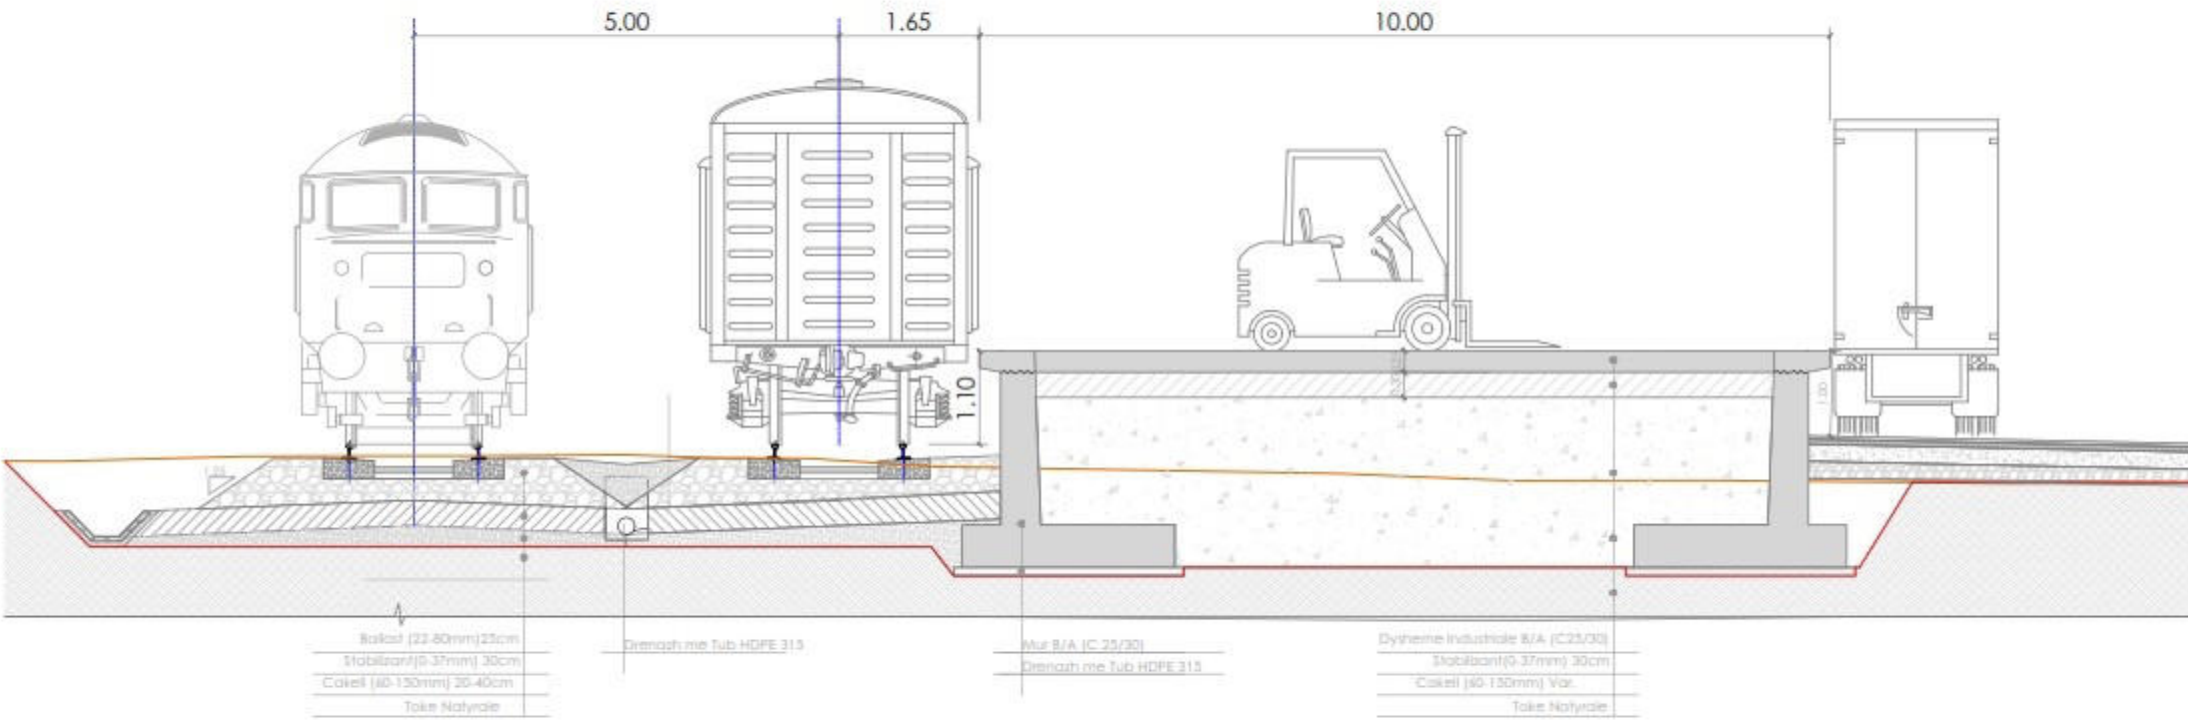 5.00
1.65
10.00
1.10
1.00
Ballast (22-80mm)25cm
Stabilizant(0-37mm) 30cm
Cakell (60-150mm) 20-40cm
Toke Natyrale
Drenazh me Tub HDPE 315
Mur B/A (C 25/30)
Drenazh me Tub HDPE 315
Dysheme Industriale B/A (C25/30)
Stabilizant(0-37mm) 30cm
Cakell (60-150mm) Var.
Toke Natyrale